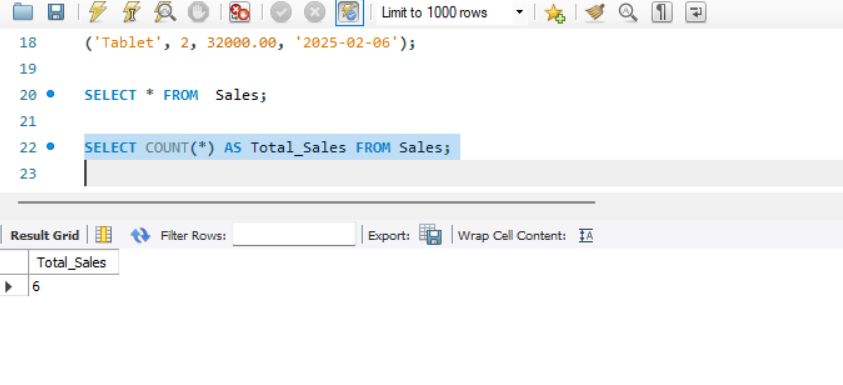 Limit to 1000 rows
18 ('Tablet', 2, 32000.00, '2025-02-06');
19
20 SELECT * FROM  Sales;
21
22 SELECT COUNT(*) AS Total_Sales FROM Sales;
23
Result Grid Filter Rows: Export: Wrap Cell Content: IA
Total_Sales
6